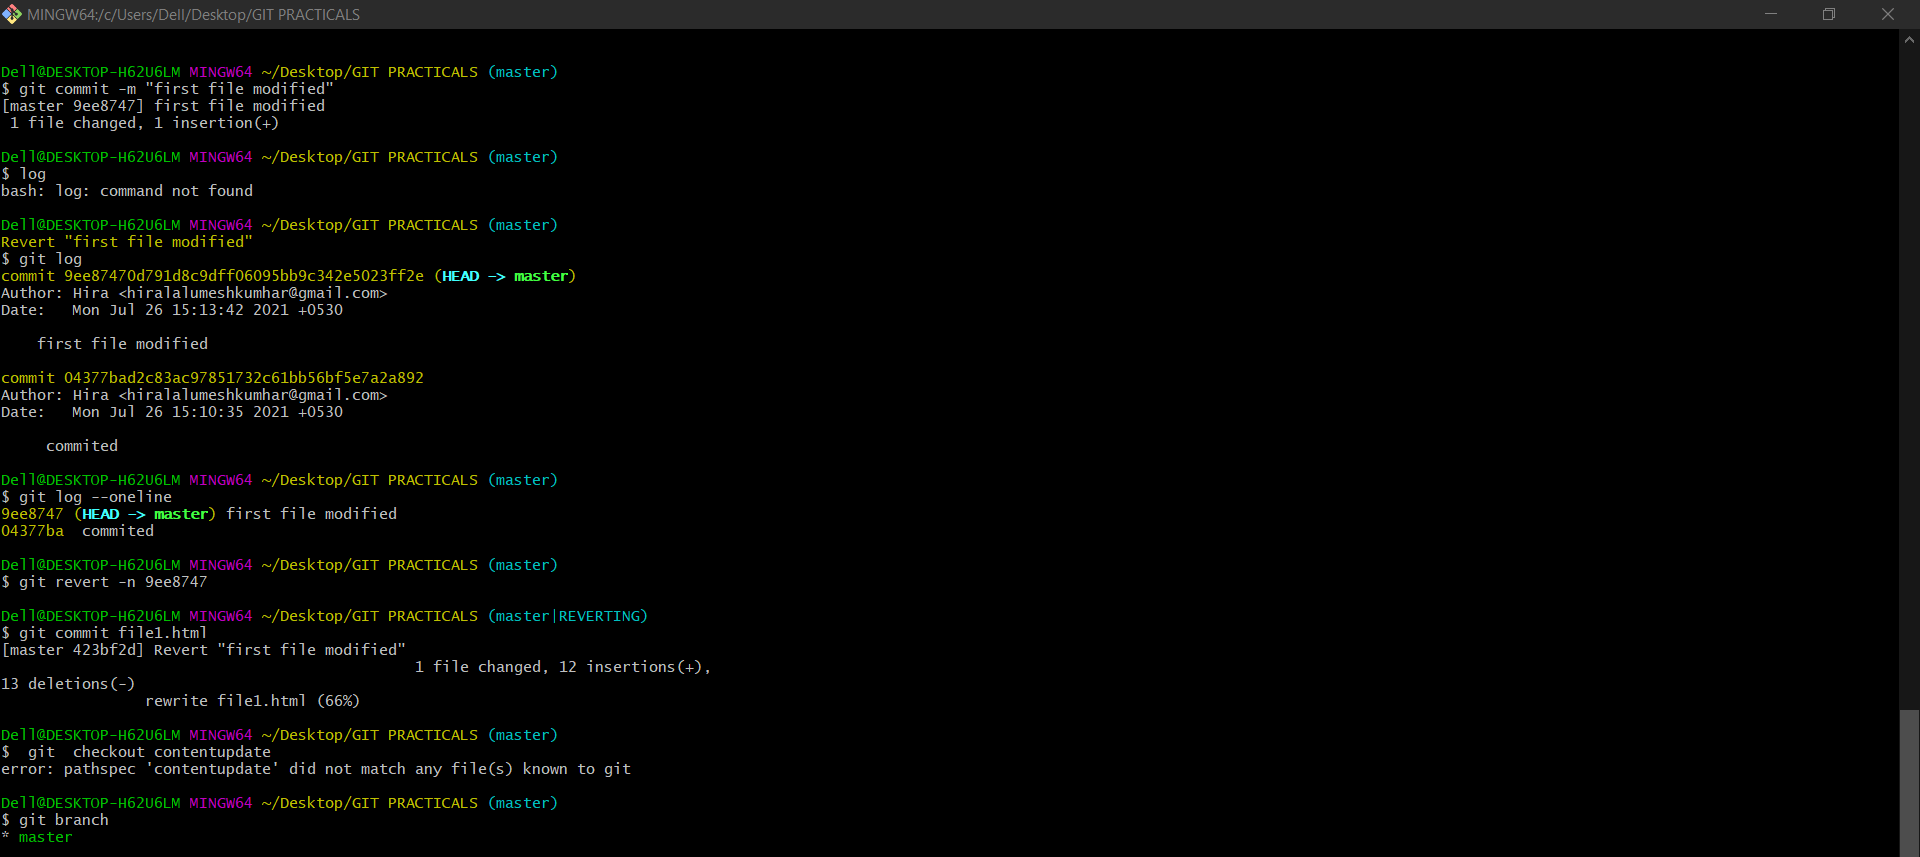 MINGW64:/c/Users/Dell/Desktop/GIT PRACTICALS
Dell@DESKTOP-H62U6LM MINGW64 ~/Desktop/GIT PRACTICALS (master)
$ git commit -m "first file modified"
[master 9ee8747] first file modified
 1 file changed, 1 insertion(+)
Dell@DESKTOP-H62U6LM MINGW64 ~/Desktop/GIT PRACTICALS (master)
$ log
bash: log: command not found
Dell@DESKTOP-H62U6LM MINGW64 ~/Desktop/GIT PRACTICALS (master)
Revert "first file modified"
$ git log
commit 9ee87470d791d8c9dff06095bb9c342e5023ff2e (HEAD -> master)
Author: Hira <hiralalumeshkumhar@gmail.com>
Date:   Mon Jul 26 15:13:42 2021 +0530
    first file modified
commit 04377bad2c83ac97851732c61bb56bf5e7a2a892
Author: Hira <hiralalumeshkumhar@gmail.com>
Date:   Mon Jul 26 15:10:35 2021 +0530
     commited
Dell@DESKTOP-H62U6LM MINGW64 ~/Desktop/GIT PRACTICALS (master)
$ git log --oneline
9ee8747 (HEAD -> master) first file modified
04377ba  commited
Dell@DESKTOP-H62U6LM MINGW64 ~/Desktop/GIT PRACTICALS (master)
$ git revert -n 9ee8747
Dell@DESKTOP-H62U6LM MINGW64 ~/Desktop/GIT PRACTICALS (master|REVERTING)
$ git commit file1.html
[master 423bf2d] Revert "first file modified"
1 file changed, 12 insertions(+),
13 deletions(-)
rewrite file1.html (66%)
Dell@DESKTOP-H62U6LM MINGW64 ~/Desktop/GIT PRACTICALS (master)
$  git  checkout contentupdate
error: pathspec 'contentupdate' did not match any file(s) known to git
Dell@DESKTOP-H62U6LM MINGW64 ~/Desktop/GIT PRACTICALS (master)
$ git branch
* master